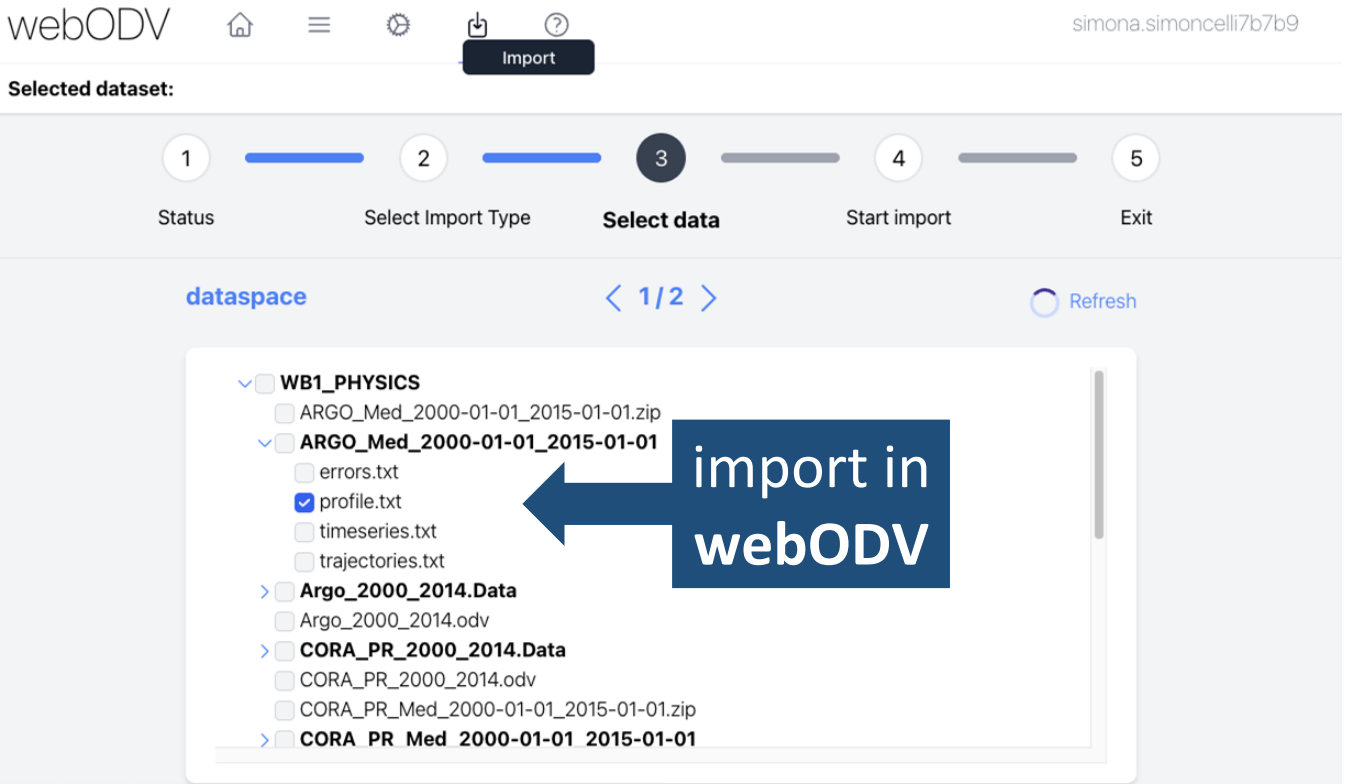 webODV
simona.simoncelli7b7b9
Import
Selected dataset:
1 2 3 4 5
Status Select Import Type Select data Start import Exit
dataspace < 1/2 > Refresh
WB1_PHYSICS
ARGO_Med_2000-01-01_2015-01-01.zip
ARGO_Med_2000-01-01_2015-01-01
errors.txt
profile.txt
timeseries.txt
trajectories.txt
Argo_2000_2014.Data
Argo_2000_2014.odv
CORA_PR_2000_2014.Data
CORA_PR_2000_2014.odv
CORA_PR_Med_2000-01-01_2015-01-01.zip
CORA_PR_Med_2000-01-01_2015-01-01
import in
webODV